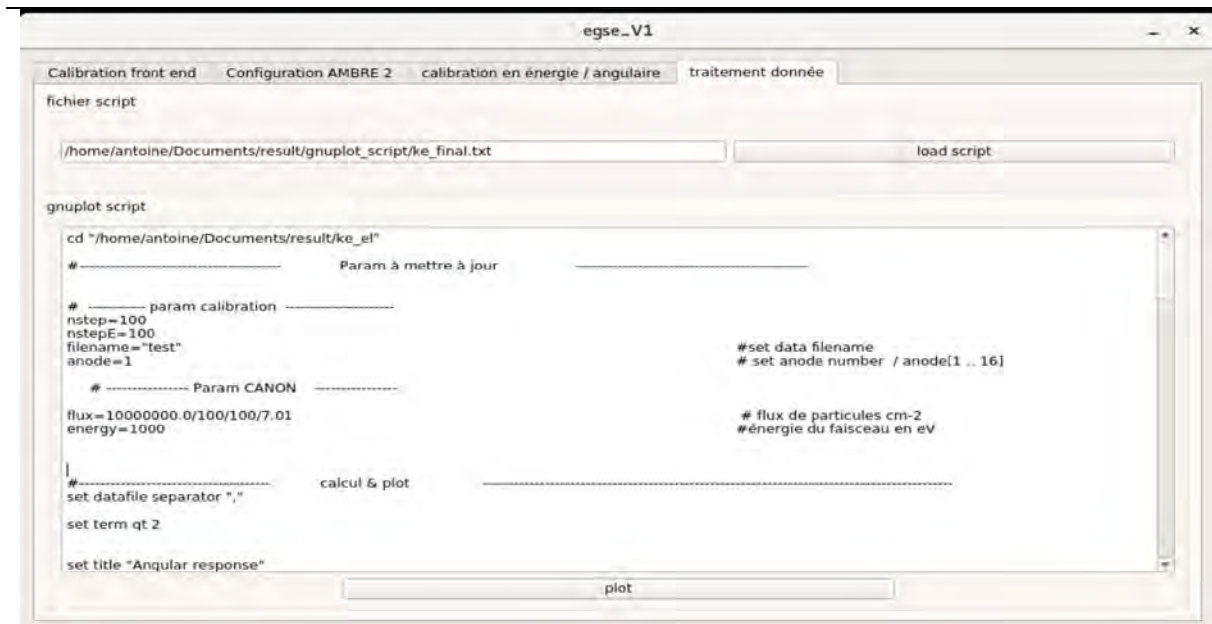 egse_V1
Calibration front end Configuration AMBRE 2 calibration en énergie / angulaire traitement donnée
fichier script
/home/antoine/Documents/result/gnuplot_script/ke_final.txt load script
gnuplot script
cd "/home/antoine/Documents/result/ke_el"
#------------------------------------ Param à mettre à jour ------------------------------------------
# ----------- param calibration --------------------
nstep=100
nstepE=100
filename="test" #set data filename
anode=1 # set anode number / anode[1 .. 16]
# ---------------- Param CANON ----------------
flux=10000000.0/100/100/7.01 # flux de particules cm-2
energy=1000 #énergie du faisceau en eV
#------------------------------------ calcul & plot ------------------------------------------------------------------------------------
set datafile separator ","
set term qt 2
set title "Angular response"
plot